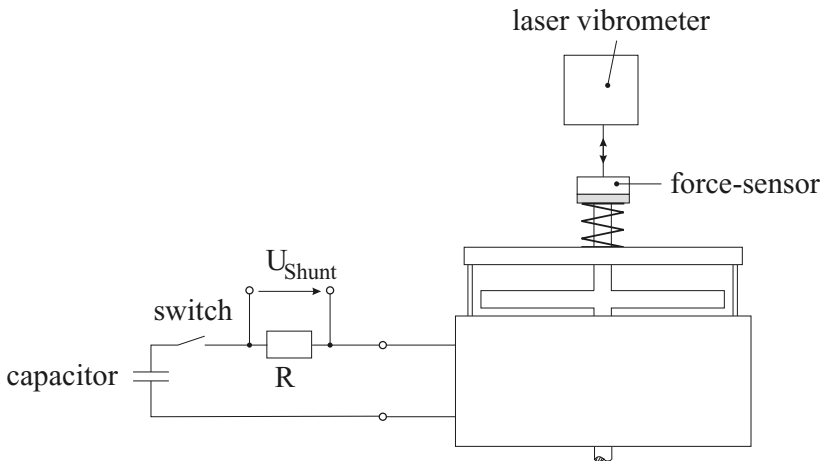 laser vibrometer
force-sensor
U_Shunt
switch
capacitor
R